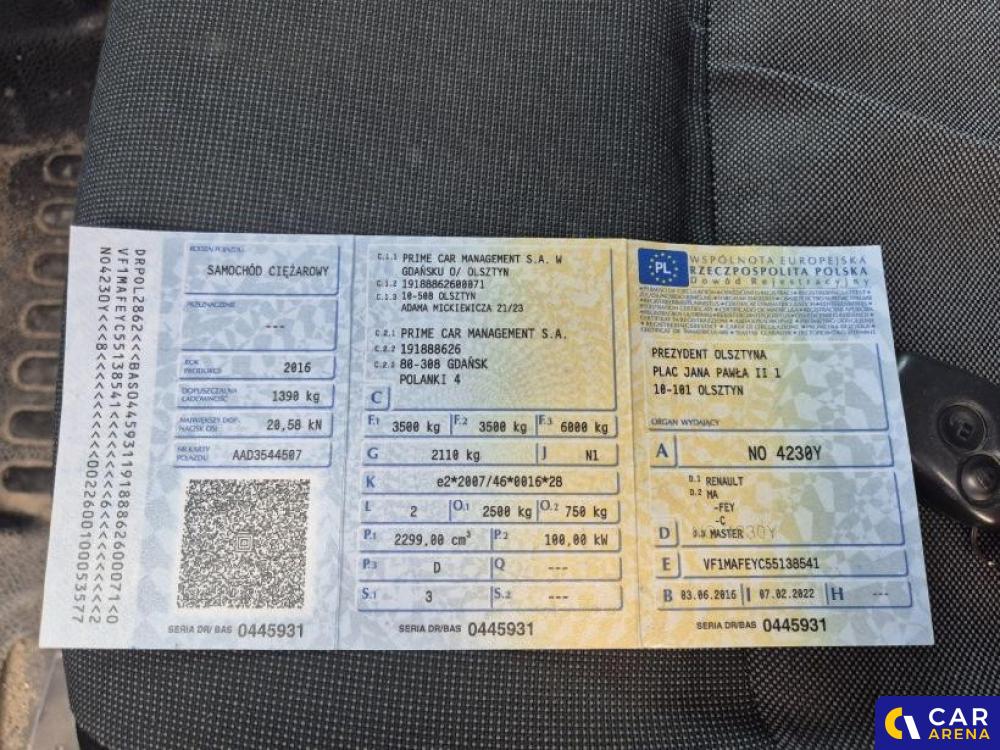 DRPOL2862<<BAS044593119188862600071<0
VF1MAFEYC55138541<<<<<<<<<<<6<<<<<<<<2
NO4230Y<<8<<<<<<<<<<<<<<0022600100053577
RODZAJ POJAZDU
SAMOCHÓD CIĘŻAROWY
PRZEZNACZENIE
---
ROK PRODUKCJI 2016
DOPUSZCZALNA ŁADOWNOŚĆ 1390 kg
NAJWIĘKSZY DOP. NACISK OSI 20,58 kN
NR KARTY POJAZDU AAD3544507
SERIA DR/BAS 0445931
C.1.1 PRIME CAR MANAGEMENT S.A. W
GDAŃSKU O/ OLSZTYN
C.1.2 19188862600071
C.1.3 10-508 OLSZTYN
ADAMA MICKIEWICZA 21/23
C.2.1 PRIME CAR MANAGEMENT S.A.
C.2.2 191888626
C.2.3 80-308 GDAŃSK
POLANKI 4
C
F.1 3500 kg F.2 3500 kg F.3 6000 kg
G 2110 kg J N1
K e2*2007/46*0016*28
L 2 O.1 2500 kg O.2 750 kg
P.1 2299,00 cm³ P.2 100,00 kW
P.3 D Q ---
S.1 3 S.2 ---
SERIA DR/BAS 0445931
PL
WSPÓLNOTA EUROPEJSKA
RZECZPOSPOLITA POLSKA
Dowód Rejestracyjny
PREZYDENT OLSZTYNA
PLAC JANA PAWŁA II 1
10-101 OLSZTYN
ORGAN WYDAJĄCY
A NO 4230Y
D.1 RENAULT
D.2 MA
-FEY
-C
D D.3 MASTER
E VF1MAFEYC55138541
B 03.06.2016 I 07.02.2022 H ---
SERIA DR/BAS 0445931
CAR
ARENA